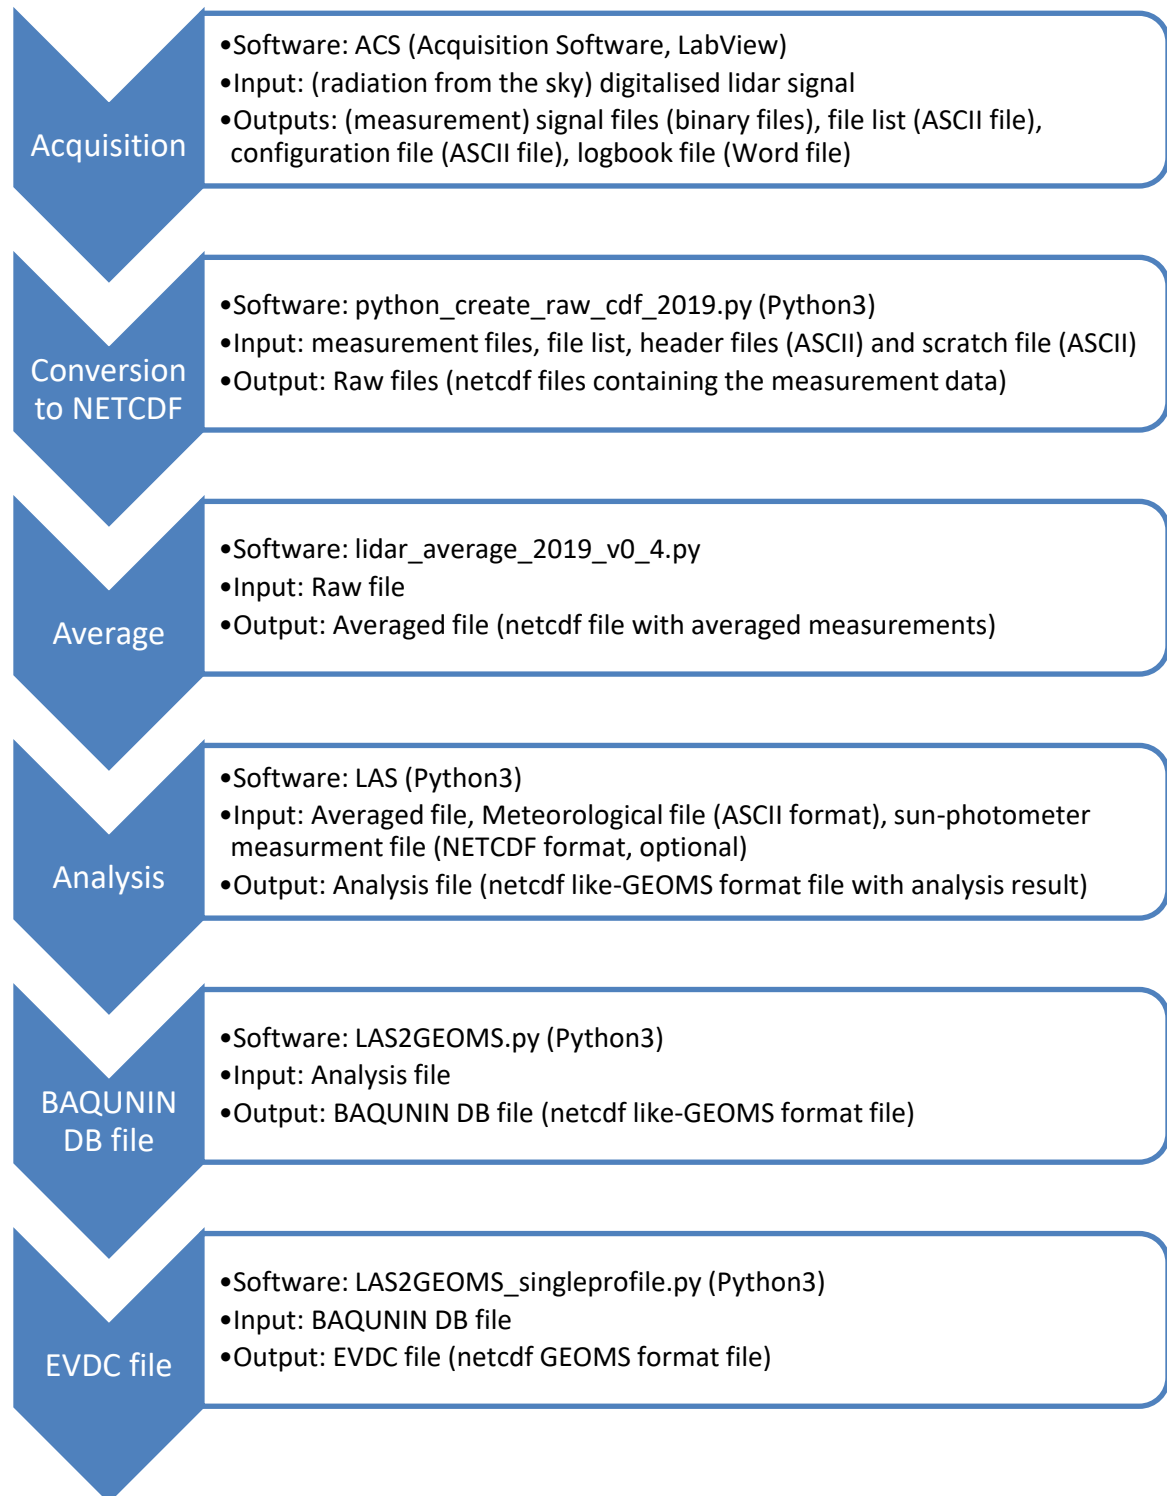 Acquisition
•Software: ACS (Acquisition Software, LabView)
•Input: (radiation from the sky) digitalised lidar signal
•Outputs: (measurement) signal files (binary files), file list (ASCII file),
configuration file (ASCII file), logbook file (Word file)
Conversion
to NETCDF
•Software: python_create_raw_cdf_2019.py (Python3)
•Input: measurement files, file list, header files (ASCII) and scratch file (ASCII)
•Output: Raw files (netcdf files containing the measurement data)
Average
•Software: lidar_average_2019_v0_4.py
•Input: Raw file
•Output: Averaged file (netcdf file with averaged measurements)
Analysis
•Software: LAS (Python3)
•Input: Averaged file, Meteorological file (ASCII format), sun-photometer
measurment file (NETCDF format, optional)
•Output: Analysis file (netcdf like-GEOMS format file with analysis result)
BAQUNIN
DB file
•Software: LAS2GEOMS.py (Python3)
•Input: Analysis file
•Output: BAQUNIN DB file (netcdf like-GEOMS format file)
EVDC file
•Software: LAS2GEOMS_singleprofile.py (Python3)
•Input: BAQUNIN DB file
•Output: EVDC file (netcdf GEOMS format file)